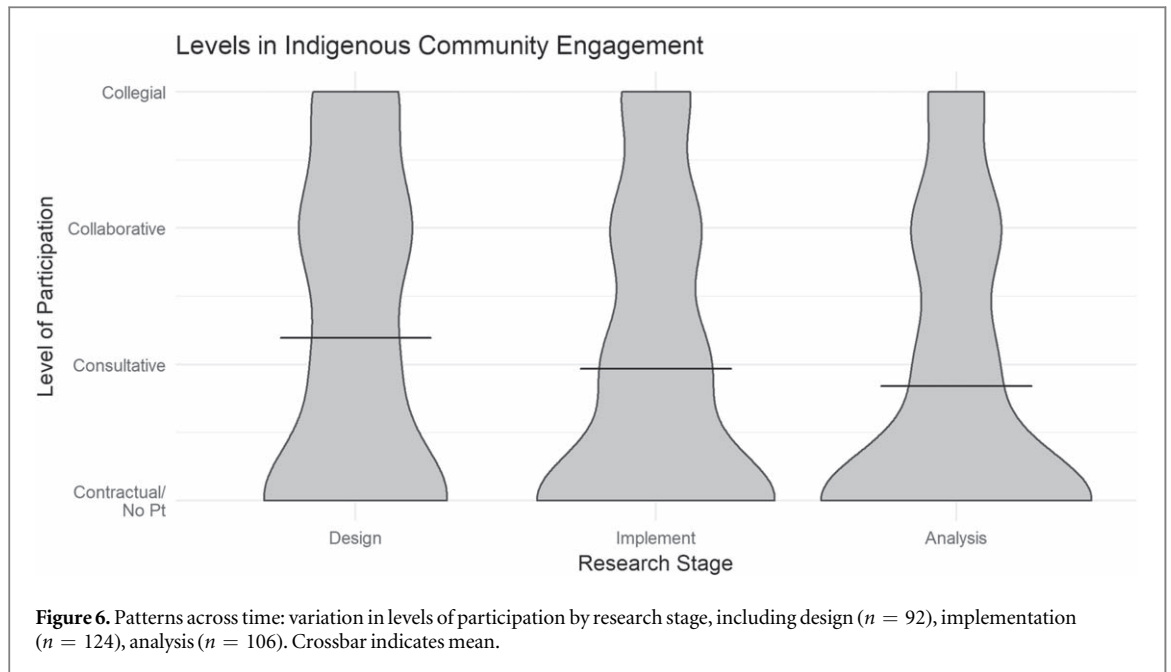 Levels in Indigenous Community Engagement
Level of Participation
Collegial
Collaborative
Consultative
Contractual/
No Pt
Design
Implement
Analysis
Research Stage
Figure 6. Patterns across time: variation in levels of participation by research stage, including design (n = 92), implementation
(n = 124), analysis (n = 106). Crossbar indicates mean.